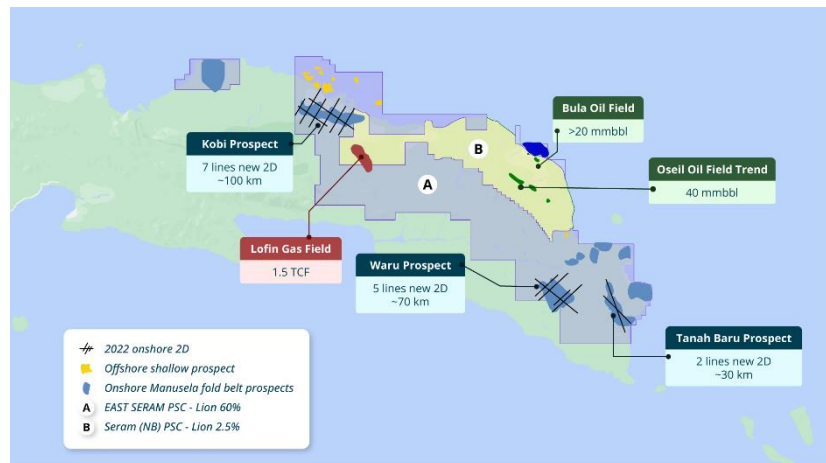 Kobi Prospect
7 lines new 2D
~100 km
Bula Oil Field
>20 mmbbl
Oseil Oil Field Trend
40 mmbbl
B
A
Lofin Gas Field
1.5 TCF
Waru Prospect
5 lines new 2D
~70 km
Tanah Baru Prospect
2 lines new 2D
~30 km
2022 onshore 2D
Offshore shallow prospect
Onshore Manusela fold belt prospects
A EAST SERAM PSC - Lion 60%
B Seram (NB) PSC - Lion 2.5%